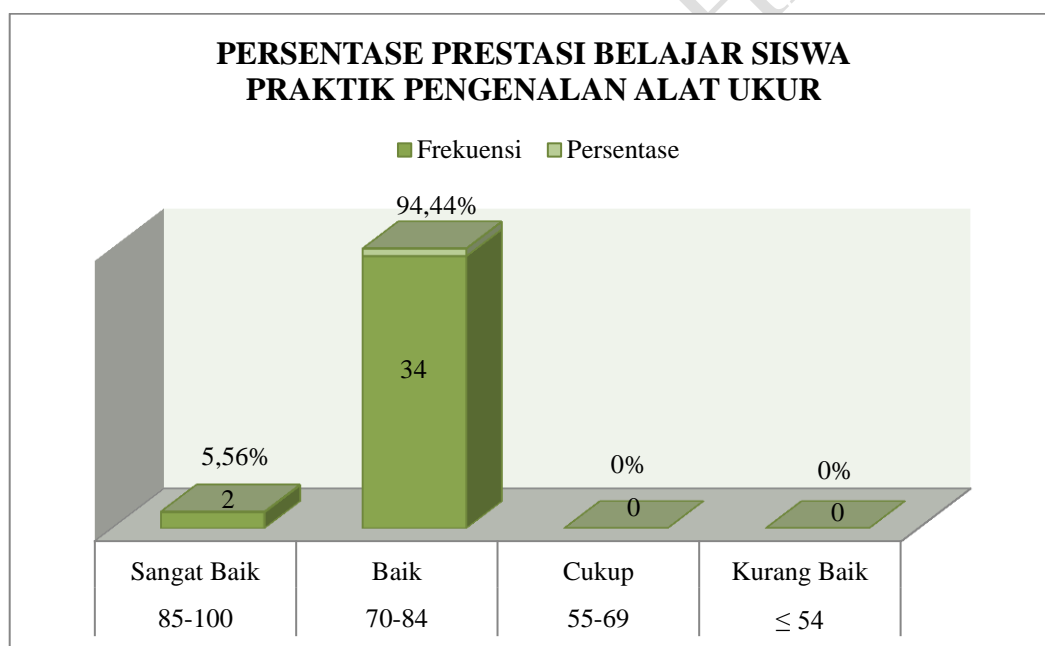 PERSENTASE PRESTASI BELAJAR SISWA
PRAKTIK PENGENALAN ALAT UKUR
Frekuensi Persentase
94,44%
34
5,56%
2
0%
0
0%
0
Sangat Baik Baik Cukup Kurang Baik
85-100 70-84 55-69 ≤ 54